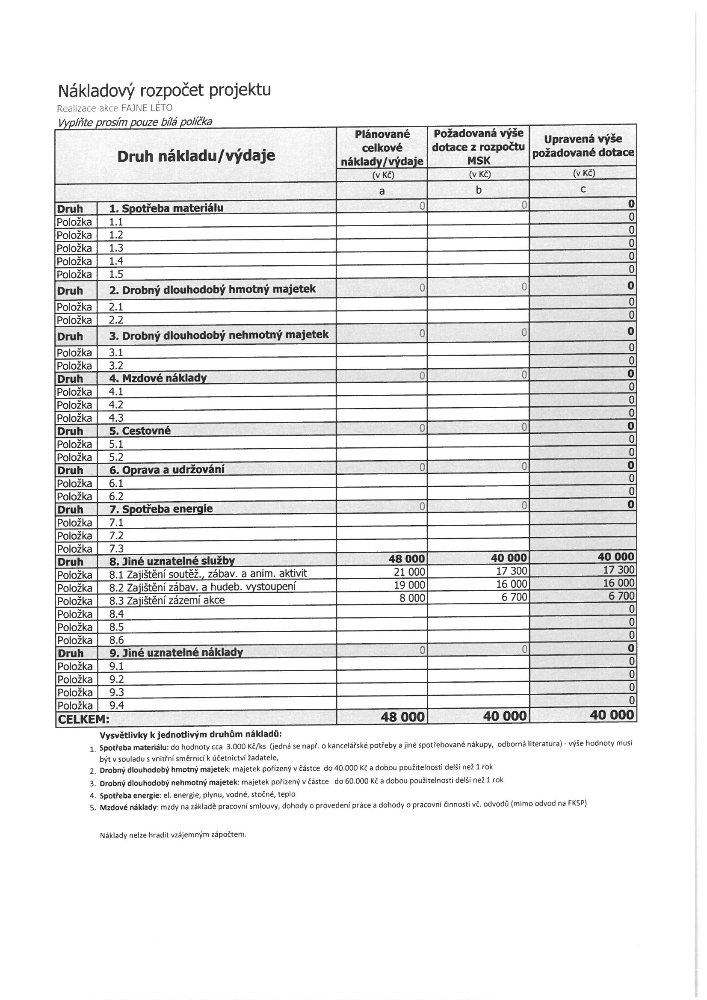 Nákladový rozpočet projektu
Realizace akce FAJNE LÉTO
Vyplňte prosím pouze bílá políčka
Druh nákladu/výdaje
Plánované celkové náklady/výdaje
Požadovaná výše dotace z rozpočtu MSK
Upravená výše požadované dotace
(v Kč) (v Kč) (v Kč)
a b c
Druh 1. Spotřeba materiálu 0 0 0
Položka 1.1 0
Položka 1.2 0
Položka 1.3 0
Položka 1.4 0
Položka 1.5 0
Druh 2. Drobný dlouhodobý hmotný majetek 0 0 0
Položka 2.1 0
Položka 2.2 0
Druh 3. Drobný dlouhodobý nehmotný majetek 0 0 0
Položka 3.1 0
Položka 3.2 0
Druh 4. Mzdové náklady 0 0 0
Položka 4.1 0
Položka 4.2 0
Položka 4.3 0
Druh 5. Cestovné 0 0 0
Položka 5.1 0
Položka 5.2 0
Druh 6. Oprava a udržování 0 0 0
Položka 6.1 0
Položka 6.2 0
Druh 7. Spotřeba energie 0 0 0
Položka 7.1
Položka 7.2
Položka 7.3
Druh 8. Jiné uznatelné služby 48 000 40 000 40 000
Položka 8.1 Zajištění soutěž., zábav. a anim. aktivit 21 000 17 300 17 300
Položka 8.2 Zajištění zábav. a hudeb. vystoupení 19 000 16 000 16 000
Položka 8.3 Zajištění zázemí akce 8 000 6 700 6 700
Položka 8.4 0
Položka 8.5 0
Položka 8.6 0
Druh 9. Jiné uznatelné náklady 0 0 0
Položka 9.1 0
Položka 9.2 0
Položka 9.3 0
Položka 9.4 0
CELKEM: 48 000 40 000 40 000
Vysvětlivky k jednotlivým druhům nákladů:
1. Spotřeba materiálu: do hodnoty cca 3.000 Kč/ks (jedná se např. o kancelářské potřeby a jiné spotřebované nákupy, odborná literatura) - výše hodnoty musí
být v souladu s vnitřní směrnicí k účetnictví žadatele,
2. Drobný dlouhodobý hmotný majetek: majetek pořízený v částce do 40.000 Kč a dobou použitelnosti delší než 1 rok
3. Drobný dlouhodobý nehmotný majetek: majetek pořízený v částce do 60.000 Kč a dobou použitelnosti delší než 1 rok
4. Spotřeba energie: el. energie, plynu, vodné, stočné, teplo
5. Mzdové náklady: mzdy na základě pracovní smlouvy, dohody o provedení práce a dohody o pracovní činnosti vč. odvodů (mimo odvod na FKSP)
Náklady nelze hradit vzájemným zápočtem.